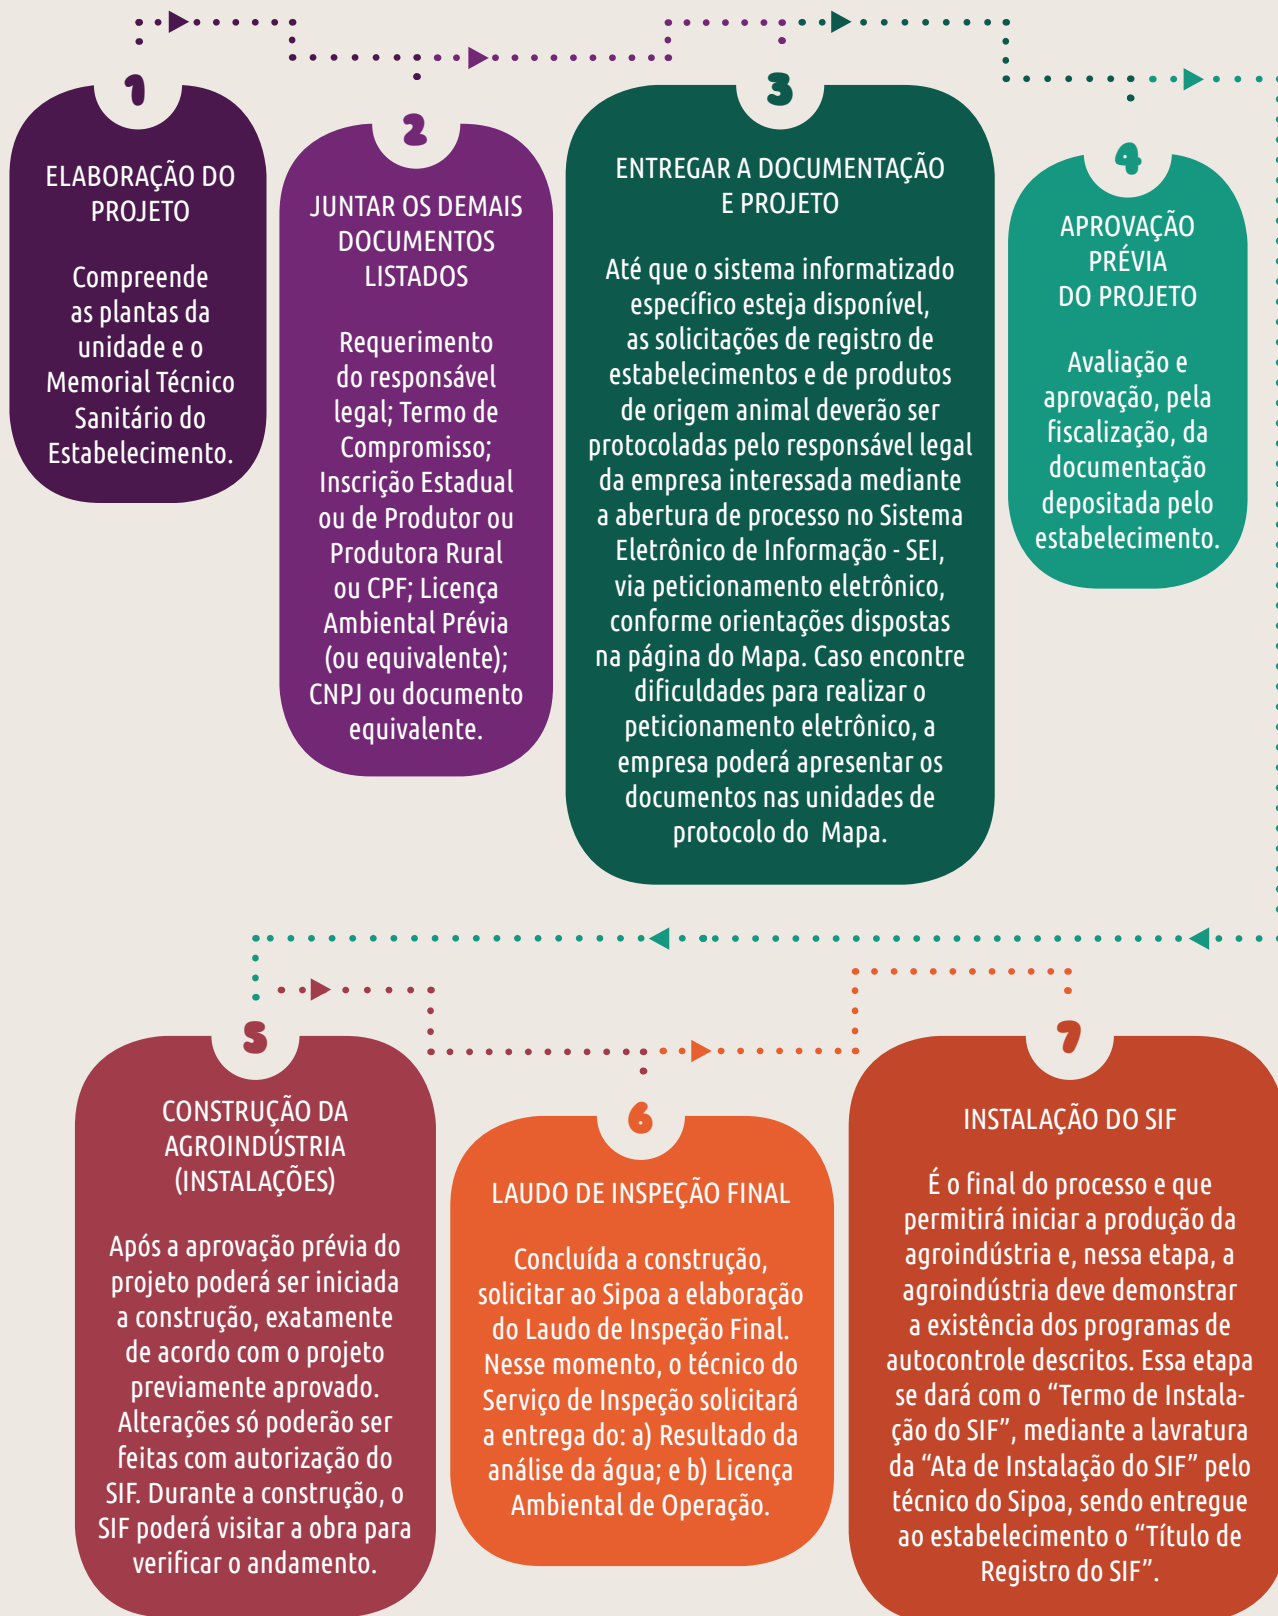 1
ELABORAÇÃO DO
PROJETO
Compreende
as plantas da
unidade e o
Memorial Técnico
Sanitário do
Estabelecimento.
2
JUNTAR OS DEMAIS
DOCUMENTOS
LISTADOS
Requerimento
do responsável
legal; Termo de
Compromisso;
Inscrição Estadual
ou de Produtor ou
Produtora Rural
ou CPF; Licença
Ambiental Prévia
(ou equivalente);
CNPJ ou documento
equivalente.
3
ENTREGAR A DOCUMENTAÇÃO
E PROJETO
Até que o sistema informatizado
específico esteja disponível,
as solicitações de registro de
estabelecimentos e de produtos
de origem animal deverão ser
protocoladas pelo responsável legal
da empresa interessada mediante
a abertura de processo no Sistema
Eletrônico de Informação - SEI,
via peticionamento eletrônico,
conforme orientações dispostas
na página do Mapa. Caso encontre
dificuldades para realizar o
peticionamento eletrônico, a
empresa poderá apresentar os
documentos nas unidades de
protocolo do Mapa.
4
APROVAÇÃO
PRÉVIA
DO PROJETO
Avaliação e
aprovação, pela
fiscalização, da
documentação
depositada pelo
estabelecimento.
5
CONSTRUÇÃO DA
AGROINDÚSTRIA
(INSTALAÇÕES)
Após a aprovação prévia do
projeto poderá ser iniciada
a construção, exatamente
de acordo com o projeto
previamente aprovado.
Alterações só poderão ser
feitas com autorização do
SIF. Durante a construção, o
SIF poderá visitar a obra para
verificar o andamento.
6
LAUDO DE INSPEÇÃO FINAL
Concluída a construção,
solicitar ao Sipoa a elaboração
do Laudo de Inspeção Final.
Nesse momento, o técnico do
Serviço de Inspeção solicitará
a entrega do: a) Resultado da
análise da água; e b) Licença
Ambiental de Operação.
7
INSTALAÇÃO DO SIF
É o final do processo e que
permitirá iniciar a produção da
agroindústria e, nessa etapa, a
agroindústria deve demonstrar
a existência dos programas de
autocontrole descritos. Essa etapa
se dará com o “Termo de Instala-
ção do SIF”, mediante a lavratura
da “Ata de Instalação do SIF” pelo
técnico do Sipoa, sendo entregue
ao estabelecimento o “Título de
Registro do SIF”.